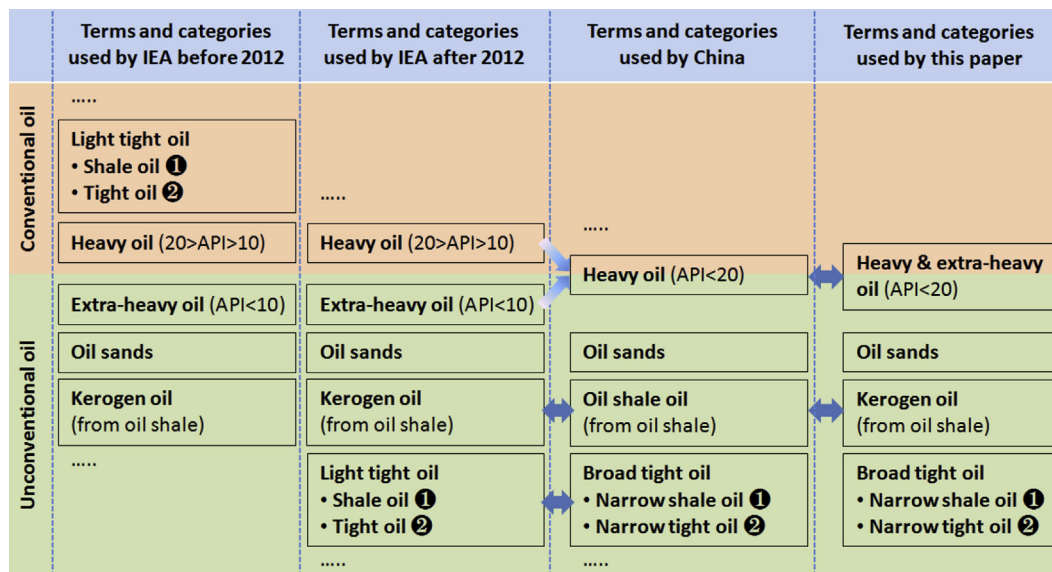 Terms and categories
used by IEA before 2012
Terms and categories
used by IEA after 2012
Terms and categories
used by China
Terms and categories
used by this paper
Conventional oil
.....
Light tight oil
• Shale oil ❶
• Tight oil ❷
Heavy oil (20>API>10)
.....
Heavy oil (20>API>10)
.....
Heavy oil (API<20)
Heavy & extra-heavy
oil (API<20)
Unconventional oil
Extra-heavy oil (API<10)
Oil sands
Kerogen oil
(from oil shale)
.....
Extra-heavy oil (API<10)
Oil sands
Kerogen oil
(from oil shale)
Light tight oil
• Shale oil ❶
• Tight oil ❷
.....
Oil sands
Oil shale oil
(from oil shale)
Broad tight oil
• Narrow shale oil ❶
• Narrow tight oil ❷
.....
Oil sands
Kerogen oil
(from oil shale)
Broad tight oil
• Narrow shale oil ❶
• Narrow tight oil ❷